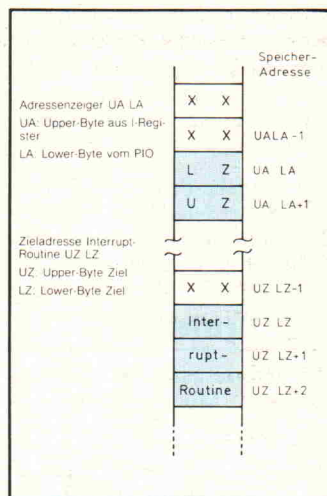 Speicher-
Adresse
Adressenzeiger UA LA
UA: Upper-Byte aus I-Regi-
ster
LA: Lower-Byte vom PIO
X X
X X UALA-1
L Z UA LA
U Z UA LA+1
Zieladresse Interrupt-
Routine UZ LZ
UZ: Upper-Byte Ziel
LZ: Lower-Byte Ziel
X X UZ LZ-1
Inter- UZ LZ
rupt- UZ LZ+1
Routine UZ LZ+2